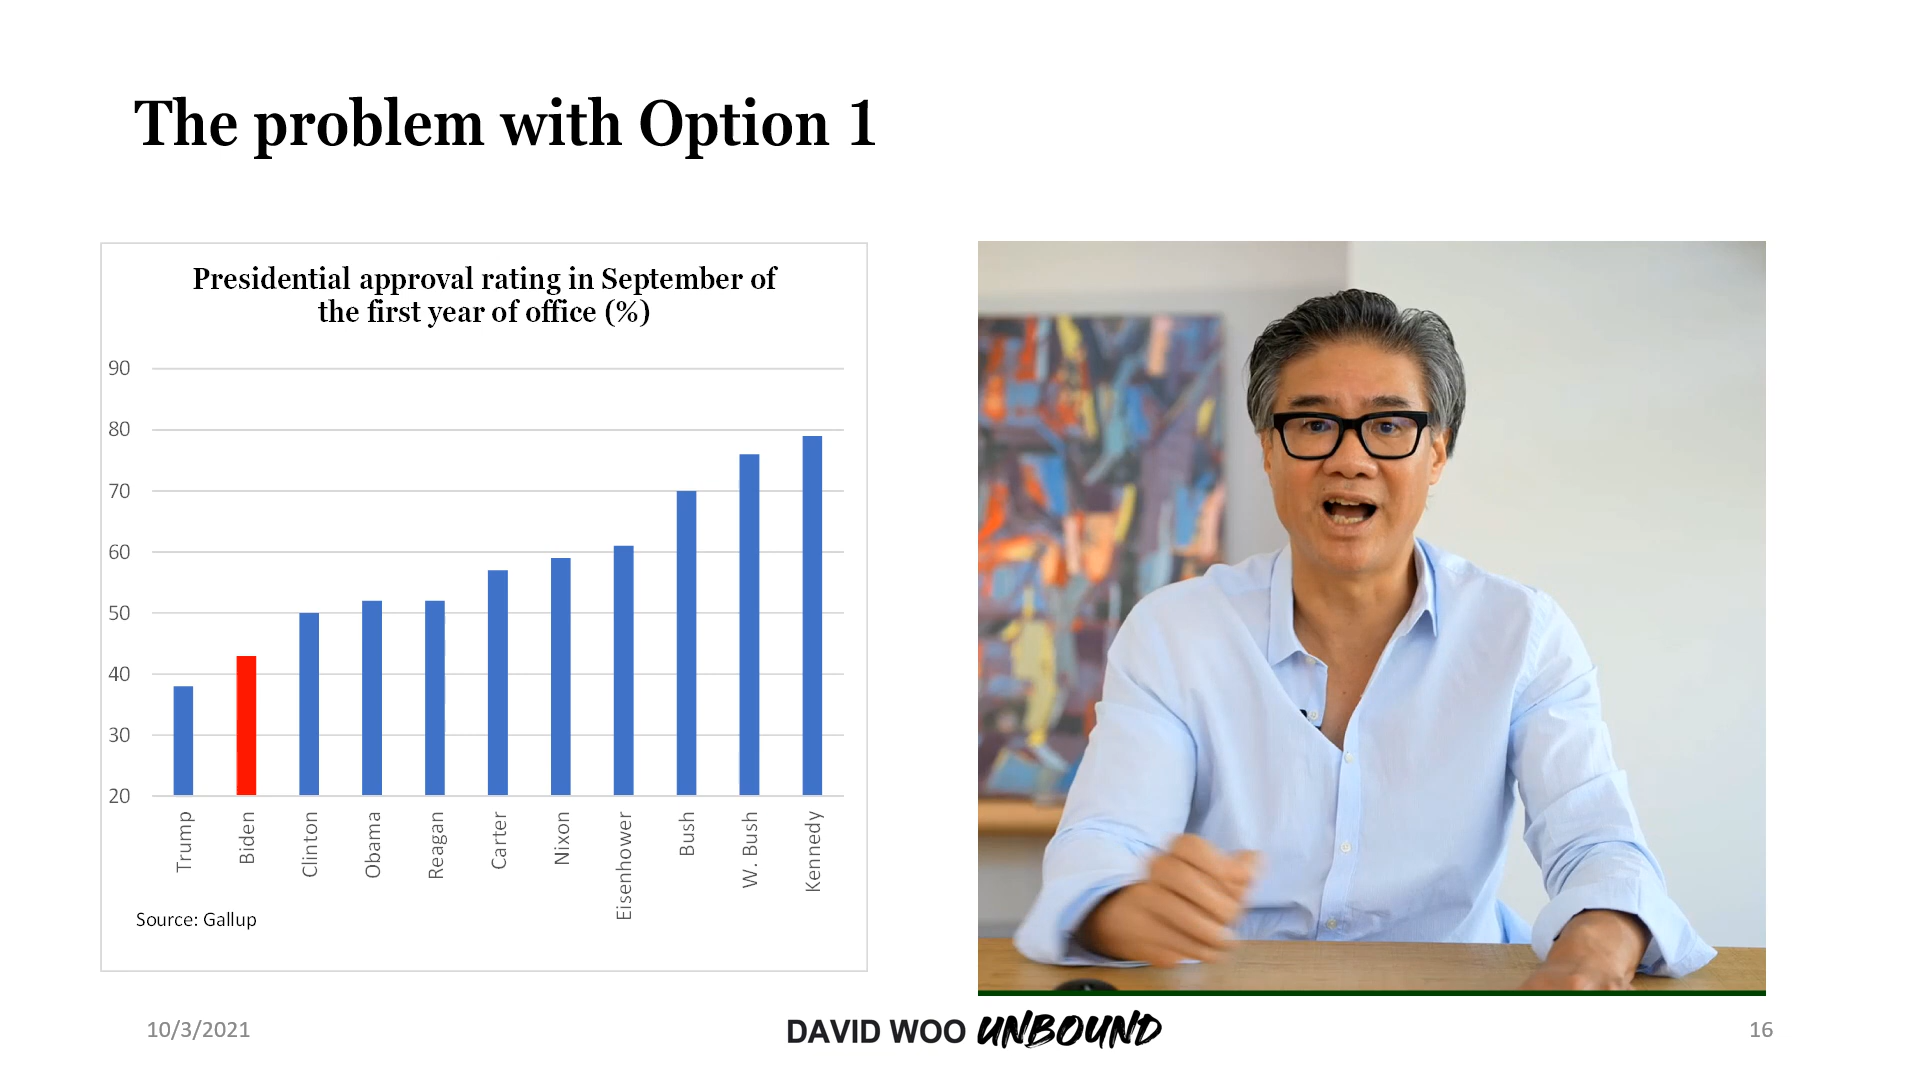 The problem with Option 1
Presidential approval rating in September of
the first year of office (%)
90
80
70
60
50
40
30
20
Trump
Biden
Clinton
Obama
Reagan
Carter
Nixon
Eisenhower
Bush
W. Bush
Kennedy
Source: Gallup
10/3/2021
DAVID WOO UNBOUND
16